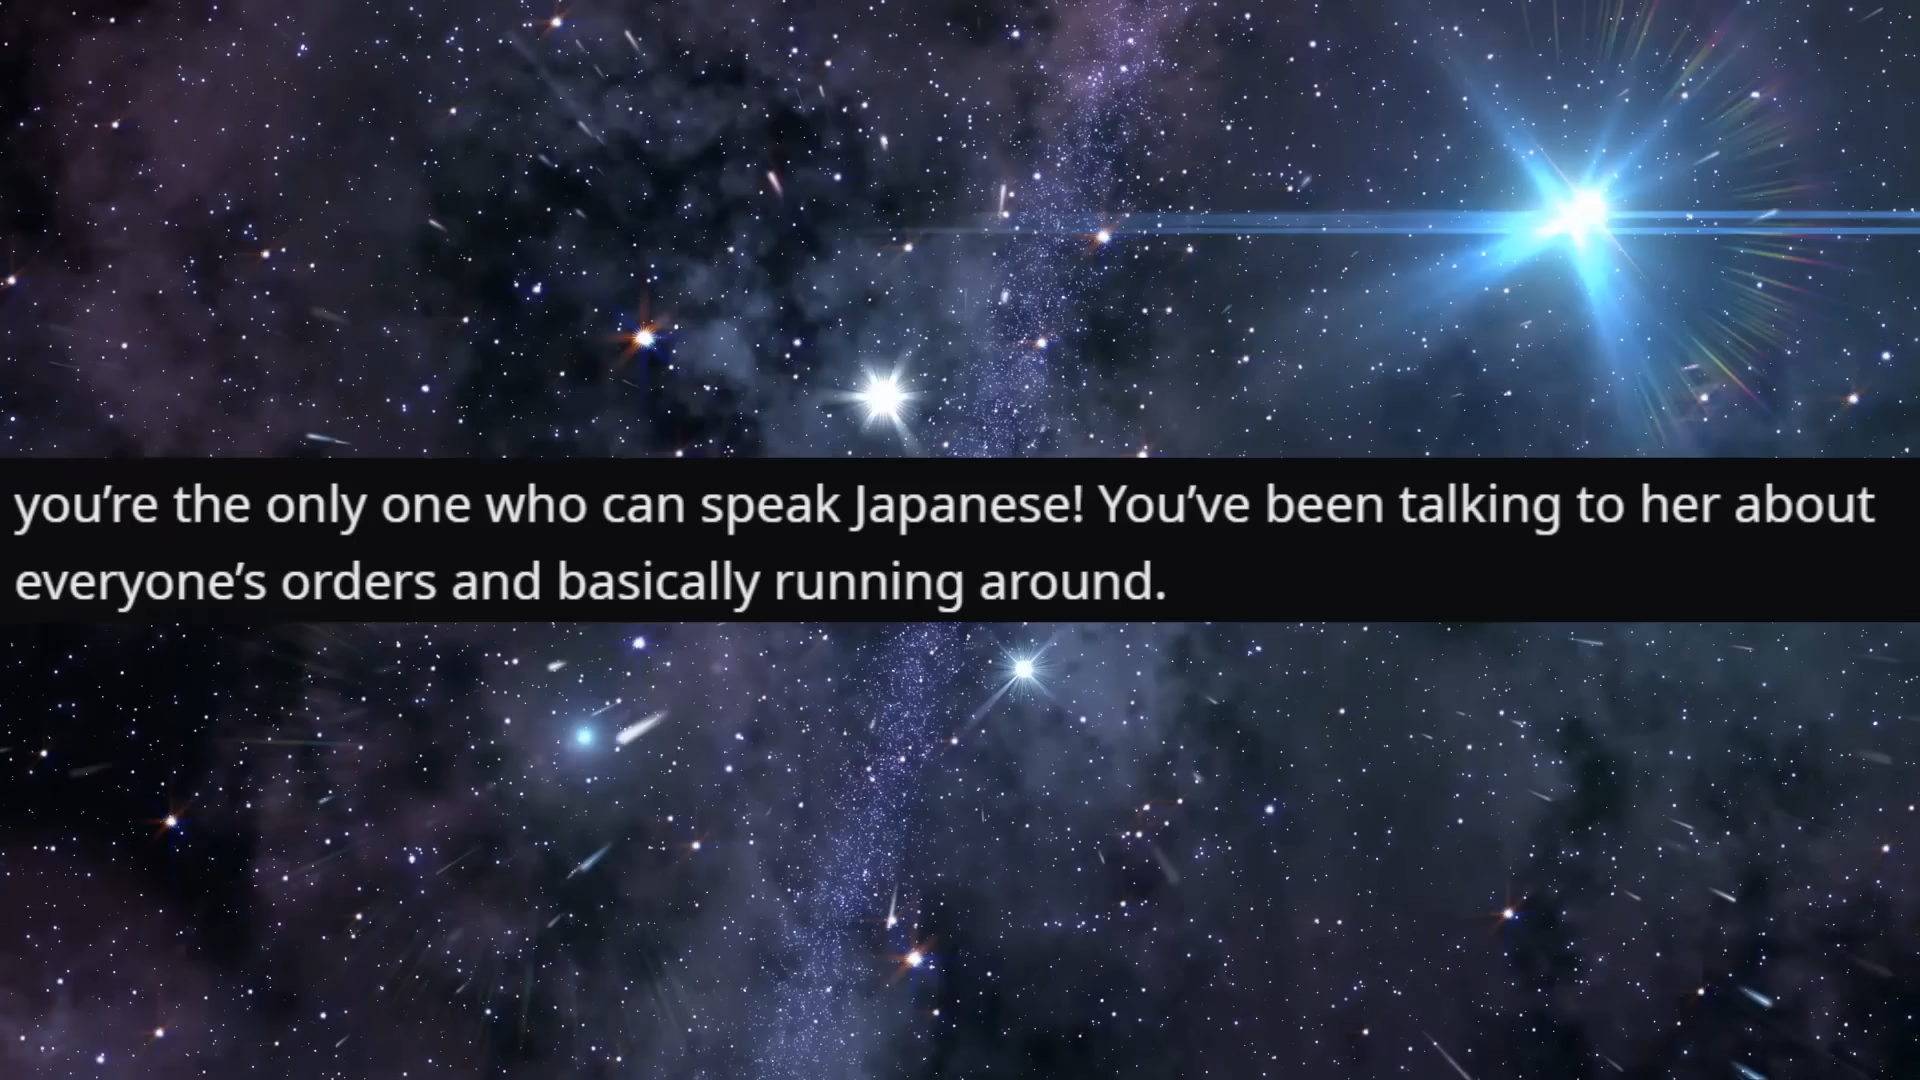 you’re the only one who can speak Japanese! You’ve been talking to her about
everyone’s orders and basically running around.